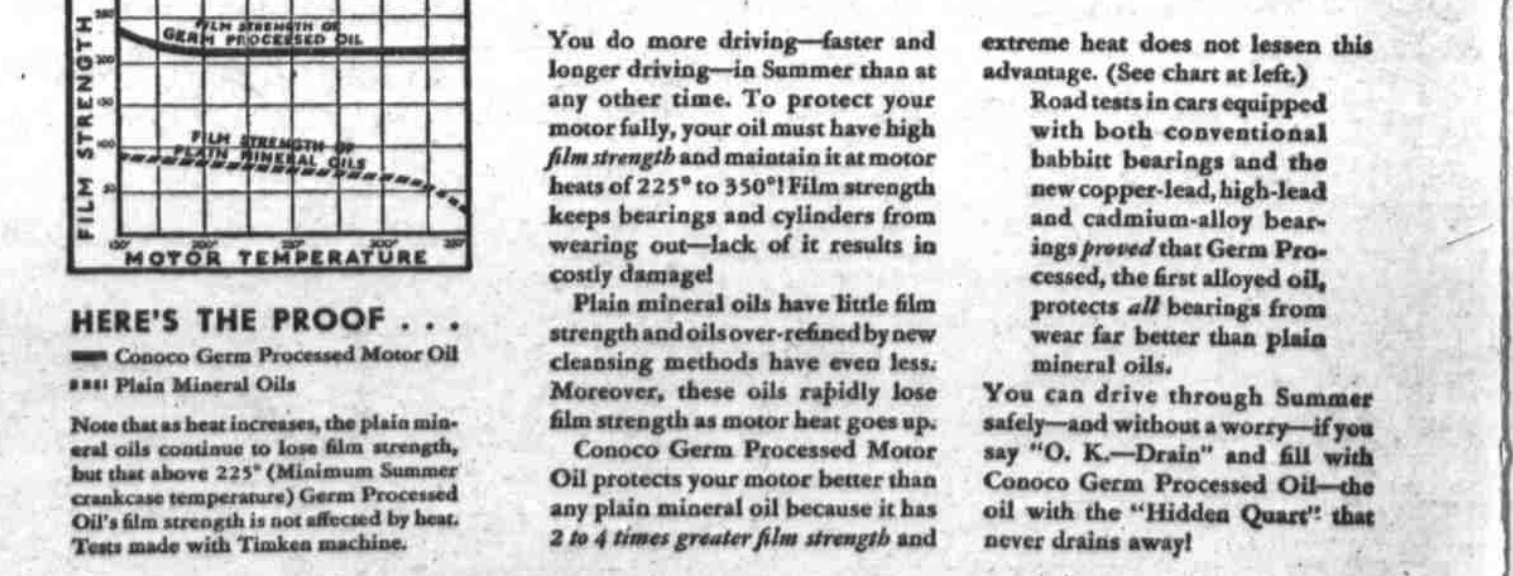 FILM STRENGTH
FILM STRENGTH OF
GERM PROCESSED OIL
FILM STRENGTH OF
PLAIN MINERAL OILS
200°
300°
MOTOR TEMPERATURE
HERE'S THE PROOF . . .
Conoco Germ Processed Motor Oil
Plain Mineral Oils
Note that as heat increases, the plain min-
eral oils continue to lose film strength,
but that above 225° (Minimum Summer
crankcase temperature) Germ Processed
Oil's film strength is not affected by heat.
Tests made with Timken machine.
You do more driving—faster and
longer driving—in Summer than at
any other time. To protect your
motor fully, your oil must have high
film strength and maintain it at motor
heats of 225° to 350°! Film strength
keeps bearings and cylinders from
wearing out—lack of it results in
costly damage!
Plain mineral oils have little film
strength and oils over-refined by new
cleansing methods have even less.
Moreover, these oils rapidly lose
film strength as motor heat goes up.
Conoco Germ Processed Motor
Oil protects your motor better than
any plain mineral oil because it has
2 to 4 times greater film strength and
extreme heat does not lessen this
advantage. (See chart at left.)
Road tests in cars equipped
with both conventional
babbitt bearings and the
new copper-lead, high-lead
and cadmium-alloy bear-
ings proved that Germ Pro-
cessed, the first alloyed oil,
protects all bearings from
wear far better than plain
mineral oils.
You can drive through Summer
safely—and without a worry—if you
say "O. K.—Drain" and fill with
Conoco Germ Processed Oil—the
oil with the "Hidden Quart" that
never drains away!